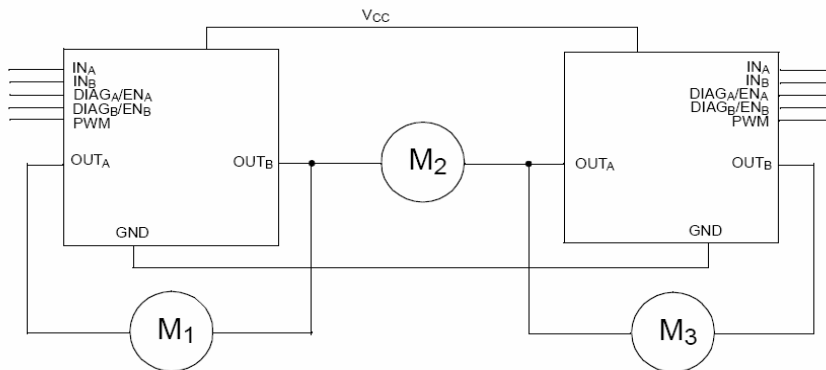 VCC
INA
INB
DIAGA/ENA
DIAGB/ENB
PWM
OUTA
OUTB
GND
M1
M2
INA
INB
DIAGA/ENA
DIAGB/ENB
PWM
OUTA
OUTB
GND
M3